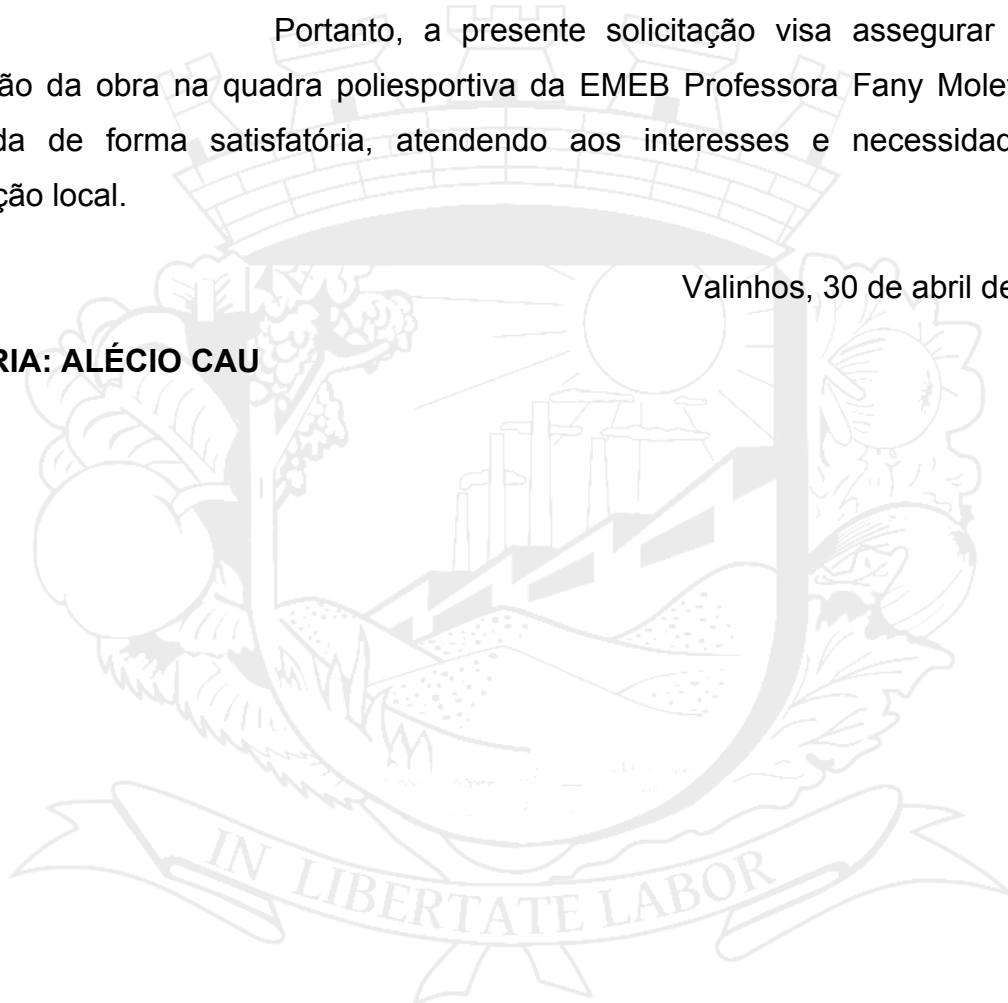 Portanto, a presente solicitação visa assegurar
ão da obra na quadra poliesportiva da EMEB Professora Fany Mole
da de forma satisfatória, atendendo aos interesses e necessidad
ção local.
Valinhos, 30 de abril de
RIA: ALÉCIO CAU
IN LIBERTATE LABOR